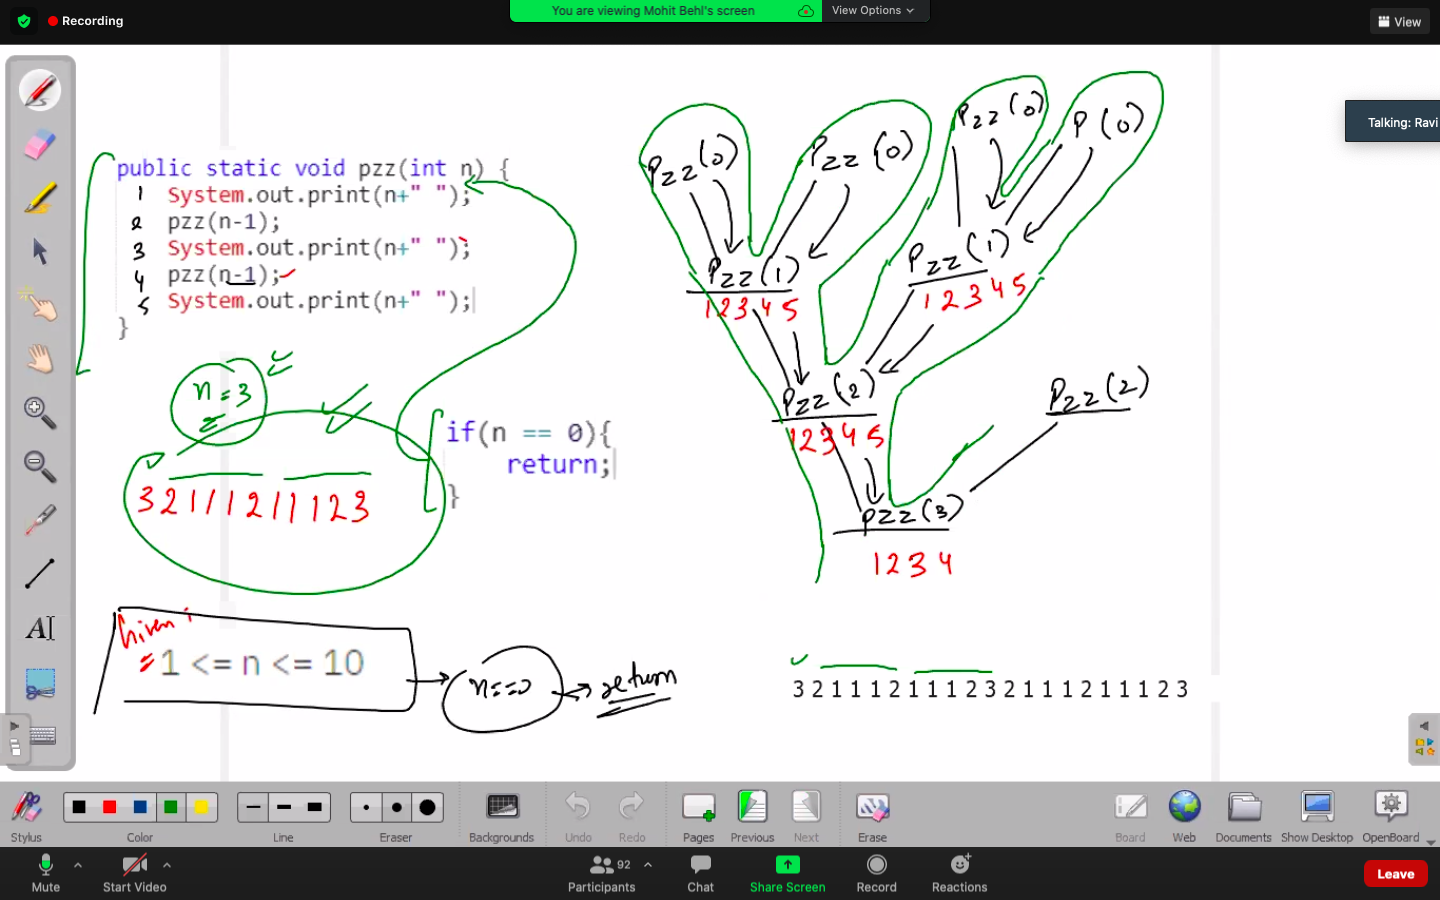 Recording
You are viewing Mohit Behl's screen
View Options
View
Talking: Ravi
public static void pzz(int n) {
1 System.out.print(n+" ");
2 pzz(n-1);
3 System.out.print(n+" ");
4 pzz(n-1);
5 System.out.print(n+" ");
}
n=3
if(n == 0){
return;
}
3 2 1 1 1 2 1 1 1 2 3
Given:
1 <= n <= 10
n==0
return
Pzz(0)
Pzz(0)
Pzz(0)
P(0)
Pzz(1)
1 2 3 4 5
Pzz(1)
1 2 3 4 5
Pzz(2)
1 2 3 4 5
Pzz(2)
Pzz(3)
1 2 3 4
3 2 1 1 1 2 1 1 1 2 3 2 1 1 1 2 1 1 1 2 3
Stylus
Color
Line
Eraser
Backgrounds
Undo
Redo
Pages
Previous
Next
Erase
Board
Web
Documents
Show Desktop
OpenBoard
Mute
Start Video
92
Participants
Chat
Share Screen
Record
Reactions
Leave